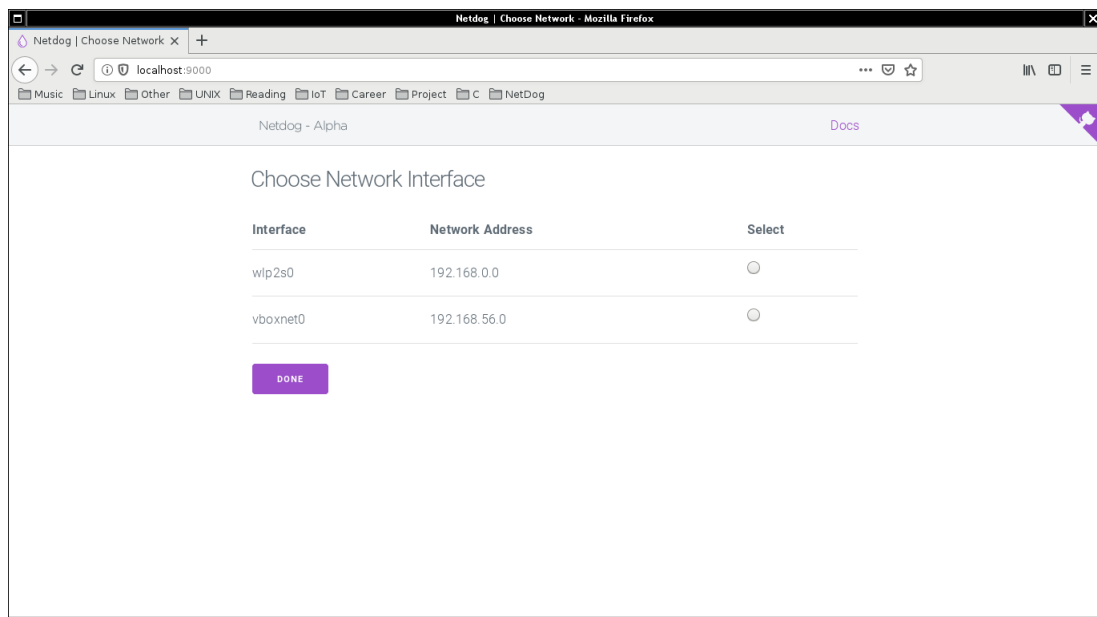 Netdog | Choose Network - Mozilla Firefox
Netdog | Choose Network
localhost:9000
Music Linux Other UNIX Reading IoT Career Project C NetDog
Netdog - Alpha Docs
Choose Network Interface
Interface Network Address Select
wlp2s0 192.168.0.0
vboxnet0 192.168.56.0
DONE